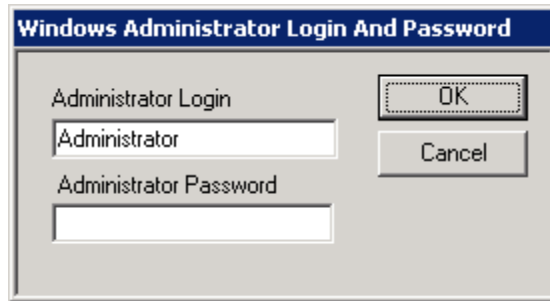 Windows Administrator Login And Password
Administrator Login
OK
Administrator
Cancel
Administrator Password